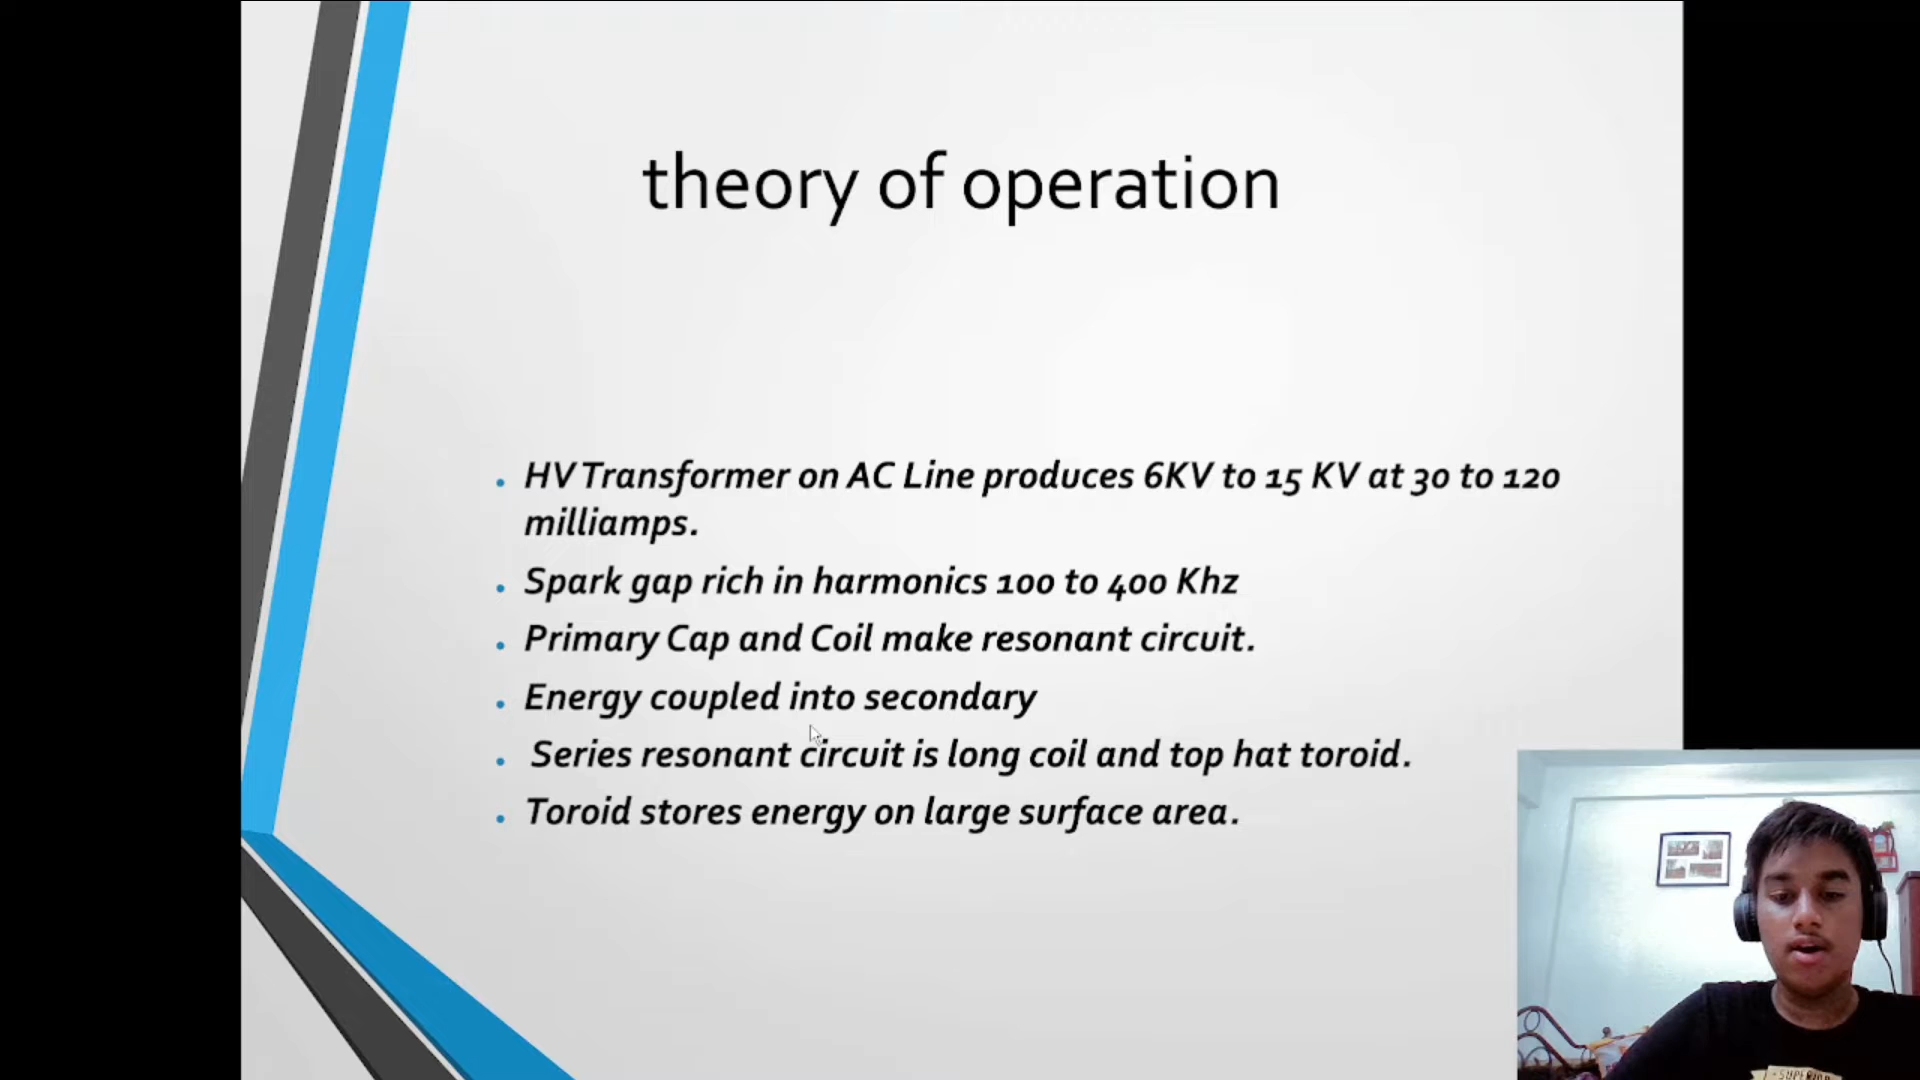 theory of operation
HV Transformer on AC Line produces 6KV to 15 KV at 30 to 120
milliamps.
Spark gap rich in harmonics 100 to 400 Khz
Primary Cap and Coil make resonant circuit.
Energy coupled into secondary
Series resonant circuit is long coil and top hat toroid.
Toroid stores energy on large surface area.